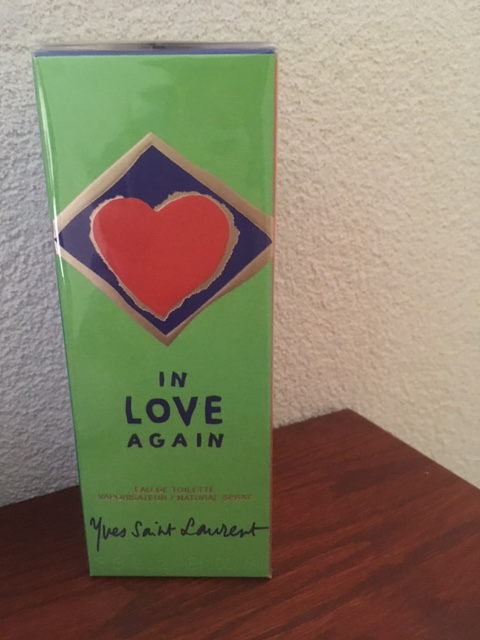 IN
LOVE
AGAIN
EAU DE TOILETTE
VAPORISATEUR / NATURAL SPRAY
Yves Saint Laurent